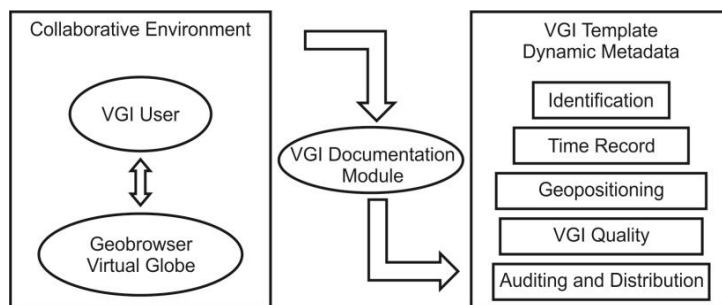 Collaborative Environment
VGI User
Geobrowser
Virtual Globe
VGI Documentation
Module
VGI Template
Dynamic Metadata
Identification
Time Record
Geopositioning
VGI Quality
Auditing and Distribution